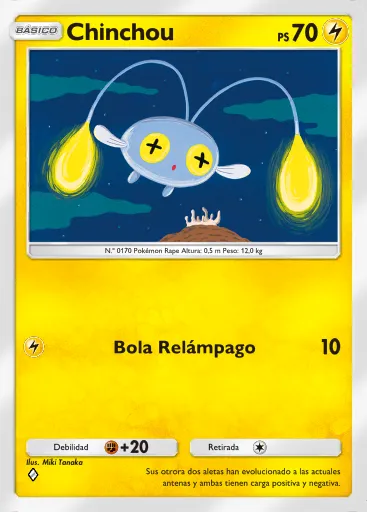 BÁSICO Chinchou PS 70
N.º 0170 Pokémon Rape Altura: 0,5 m Peso: 12,0 kg
Bola Relámpago 10
Debilidad +20 Retirada
Ilus. Miki Tanaka
Sus otrora dos aletas han evolucionado a las actuales
antenas y ambas tienen carga positiva y negativa.